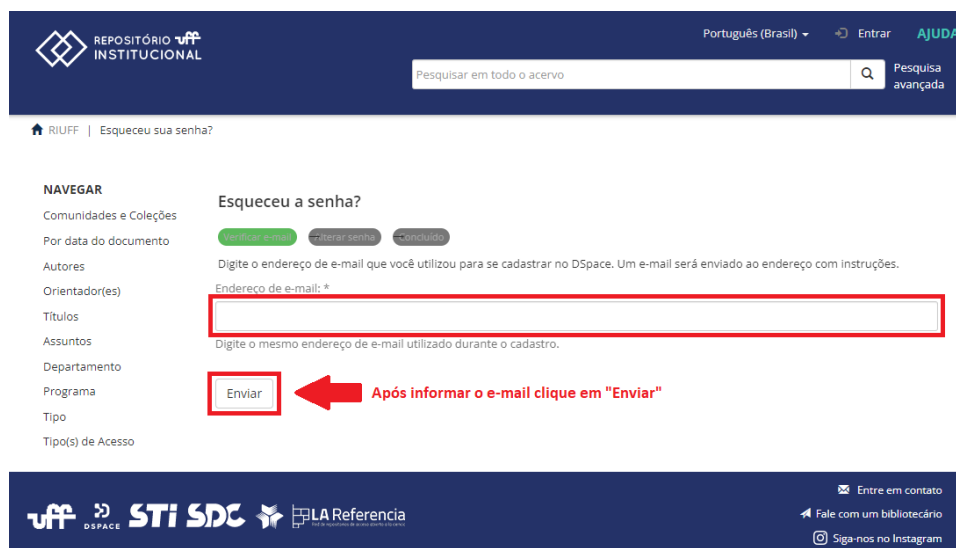 REPOSITÓRIO uff
INSTITUCIONAL
Português (Brasil)
Entrar
AJUDA
Pesquisar em todo o acervo
Pesquisa
avançada
RIUFF | Esqueceu sua senha?
NAVEGAR
Comunidades e Coleções
Por data do documento
Autores
Orientador(es)
Títulos
Assuntos
Departamento
Programa
Tipo
Tipo(s) de Acesso
Esqueceu a senha?
Verificar e-mail
Alterar senha
Concluído
Digite o endereço de e-mail que você utilizou para se cadastrar no DSpace. Um e-mail será enviado ao endereço com instruções.
Endereço de e-mail: *
Digite o mesmo endereço de e-mail utilizado durante o cadastro.
Enviar
Após informar o e-mail clique em "Enviar"
uff
DSPACE
STi
SDC
LA Referencia
Entre em contato
Fale com um bibliotecário
Siga-nos no Instagram